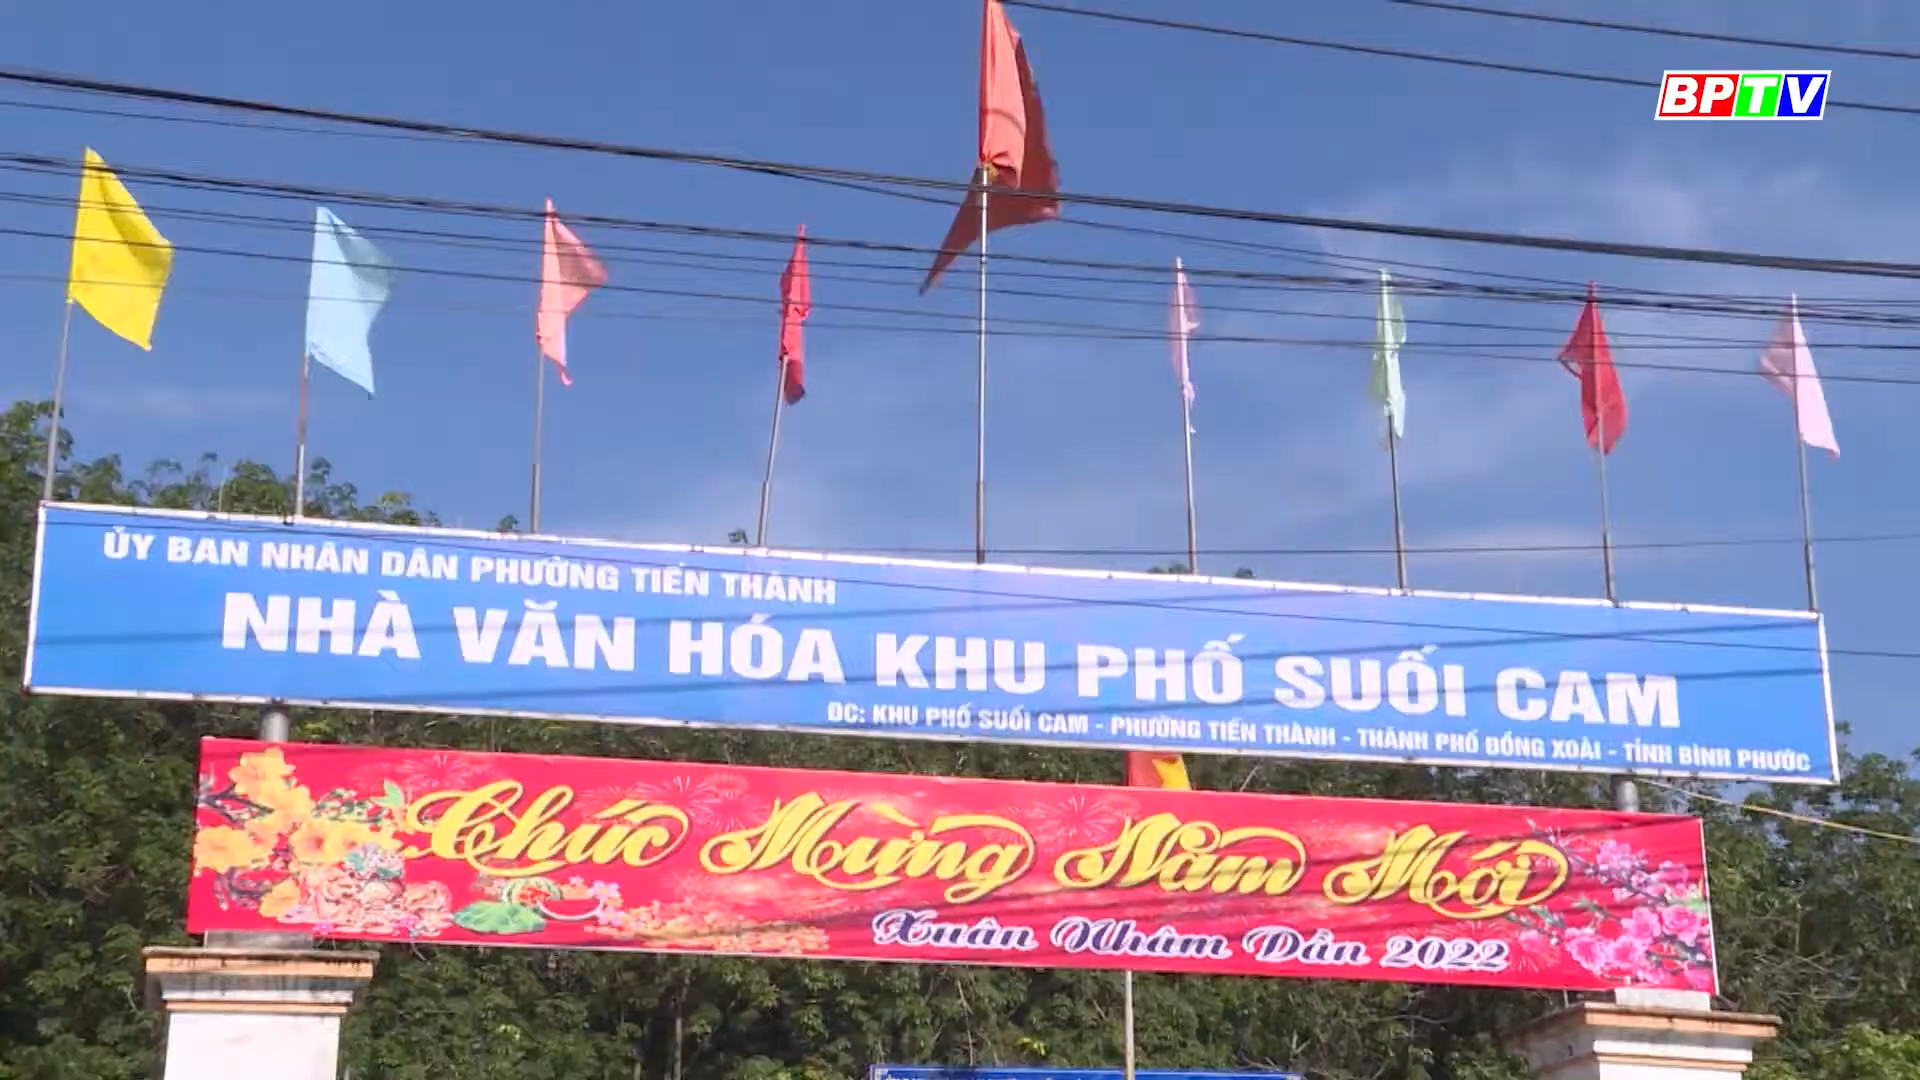 BPTV
ỦY BAN NHÂN DÂN PHƯỜNG TIẾN THÀNH
NHÀ VĂN HÓA KHU PHỐ SUỐI CAM
ĐC: KHU PHỐ SUỐI CAM - PHƯỜNG TIẾN THÀNH - THÀNH PHỐ ĐỒNG XOÀI - TỈNH BÌNH PHƯỚC
Chúc Mừng Năm Mới
Xuân Nhâm Dần 2022